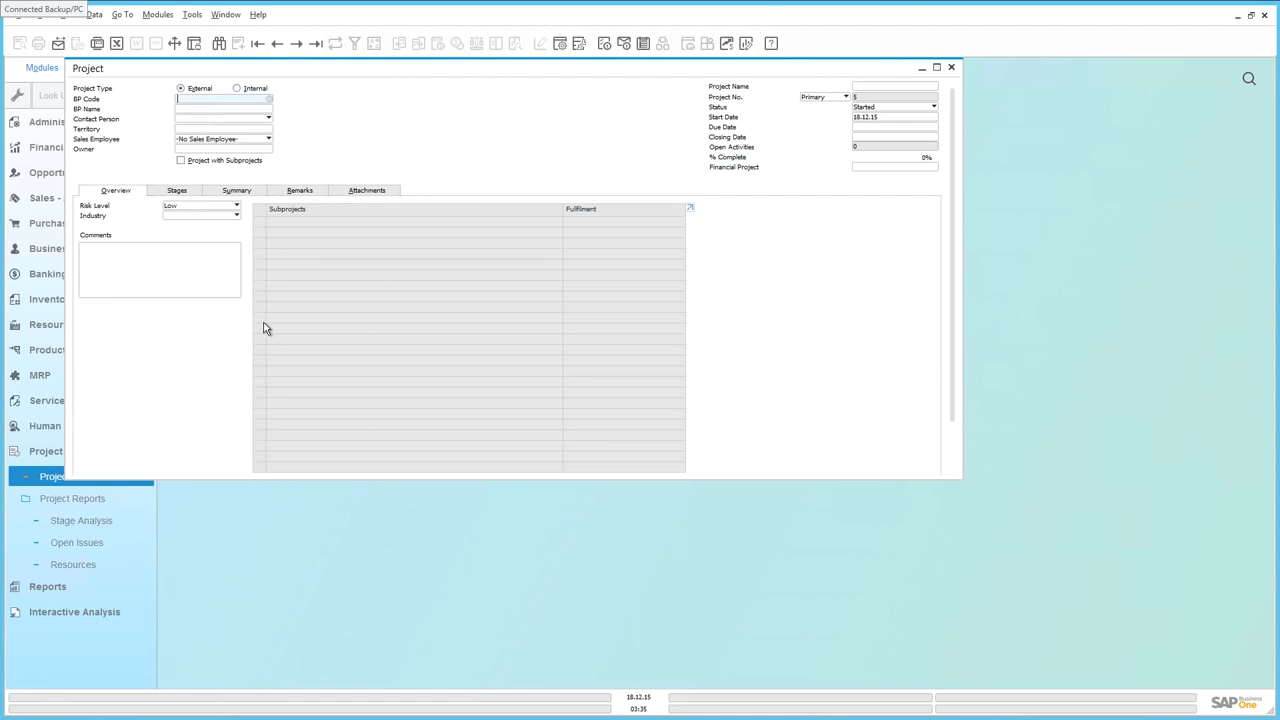 Connected Backup/PC
Data Go To Modules Tools Window Help
Modules
Look U
Adminis
Financi
Opportu
Sales -
Purchas
Busines
Banking
Invento
Resour
Product
MRP
Service
Human
Project
Projec
Project Reports
Stage Analysis
Open Issues
Resources
Reports
Interactive Analysis
Project
Project Type External Internal
BP Code
BP Name
Contact Person
Territory
Sales Employee -No Sales Employee-
Owner
Project with Subprojects
Project Name
Project No. Primary 5
Status Started
Start Date 18.12.15
Due Date
Closing Date
Open Activities 0
% Complete 0%
Financial Project
Overview Stages Summary Remarks Attachments
Risk Level Low
Industry
Comments
Subprojects Fulfilment
18.12.15
03:35
SAP Business One